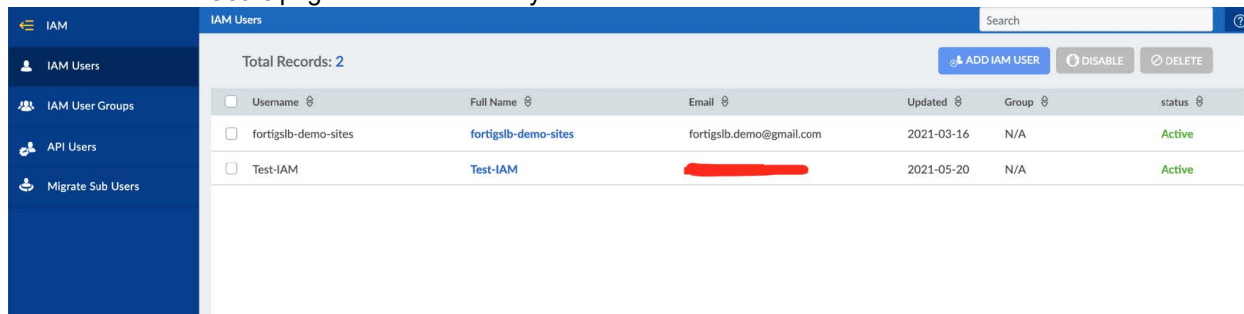 IAM
IAM Users
IAM User Groups
API Users
Migrate Sub Users
IAM Users
Search
Total Records: 2
ADD IAM USER
DISABLE
DELETE
Username Full Name Email Updated Group status
fortigslb-demo-sites fortigslb-demo-sites fortigslb.demo@gmail.com 2021-03-16 N/A Active
Test-IAM Test-IAM 2021-05-20 N/A Active